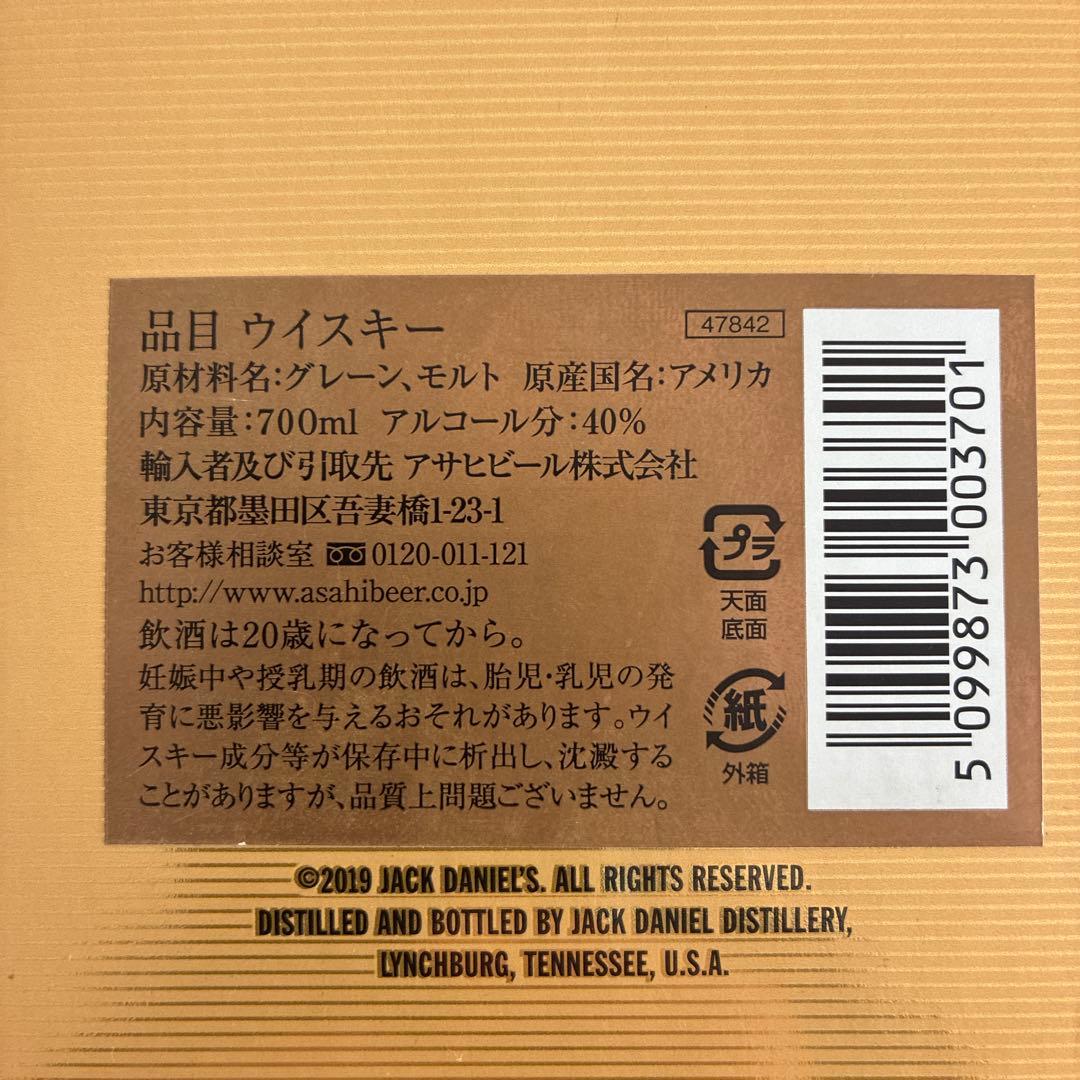 品目 ウイスキー
47842
原材料名:グレーン、モルト 原産国名:アメリカ
内容量:700ml アルコール分:40%
輸入者及び引取先 アサヒビール株式会社
東京都墨田区吾妻橋1-23-1
お客様相談室 0120-011-121
http://www.asahibeer.co.jp
飲酒は20歳になってから。
妊娠中や授乳期の飲酒は、胎児・乳児の発
育に悪影響を与えるおそれがあります。ウイ
スキー成分等が保存中に析出し、沈澱する
ことがありますが、品質上問題ございません。
プラ
天面
底面
紙
外箱
5 099873 003701
©2019 JACK DANIEL'S. ALL RIGHTS RESERVED.
DISTILLED AND BOTTLED BY JACK DANIEL DISTILLERY,
LYNCHBURG, TENNESSEE, U.S.A.